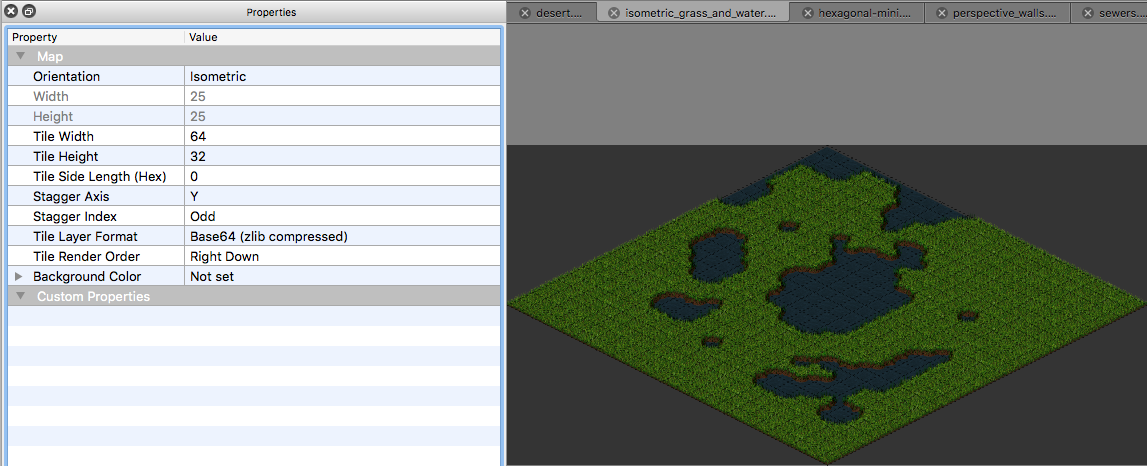 Properties
desert....
isometric_grass_and_water....
hexagonal-mini....
perspective_walls....
sewers.
Property Value
Map
Orientation Isometric
Width 25
Height 25
Tile Width 64
Tile Height 32
Tile Side Length (Hex) 0
Stagger Axis Y
Stagger Index Odd
Tile Layer Format Base64 (zlib compressed)
Tile Render Order Right Down
Background Color Not set
Custom Properties